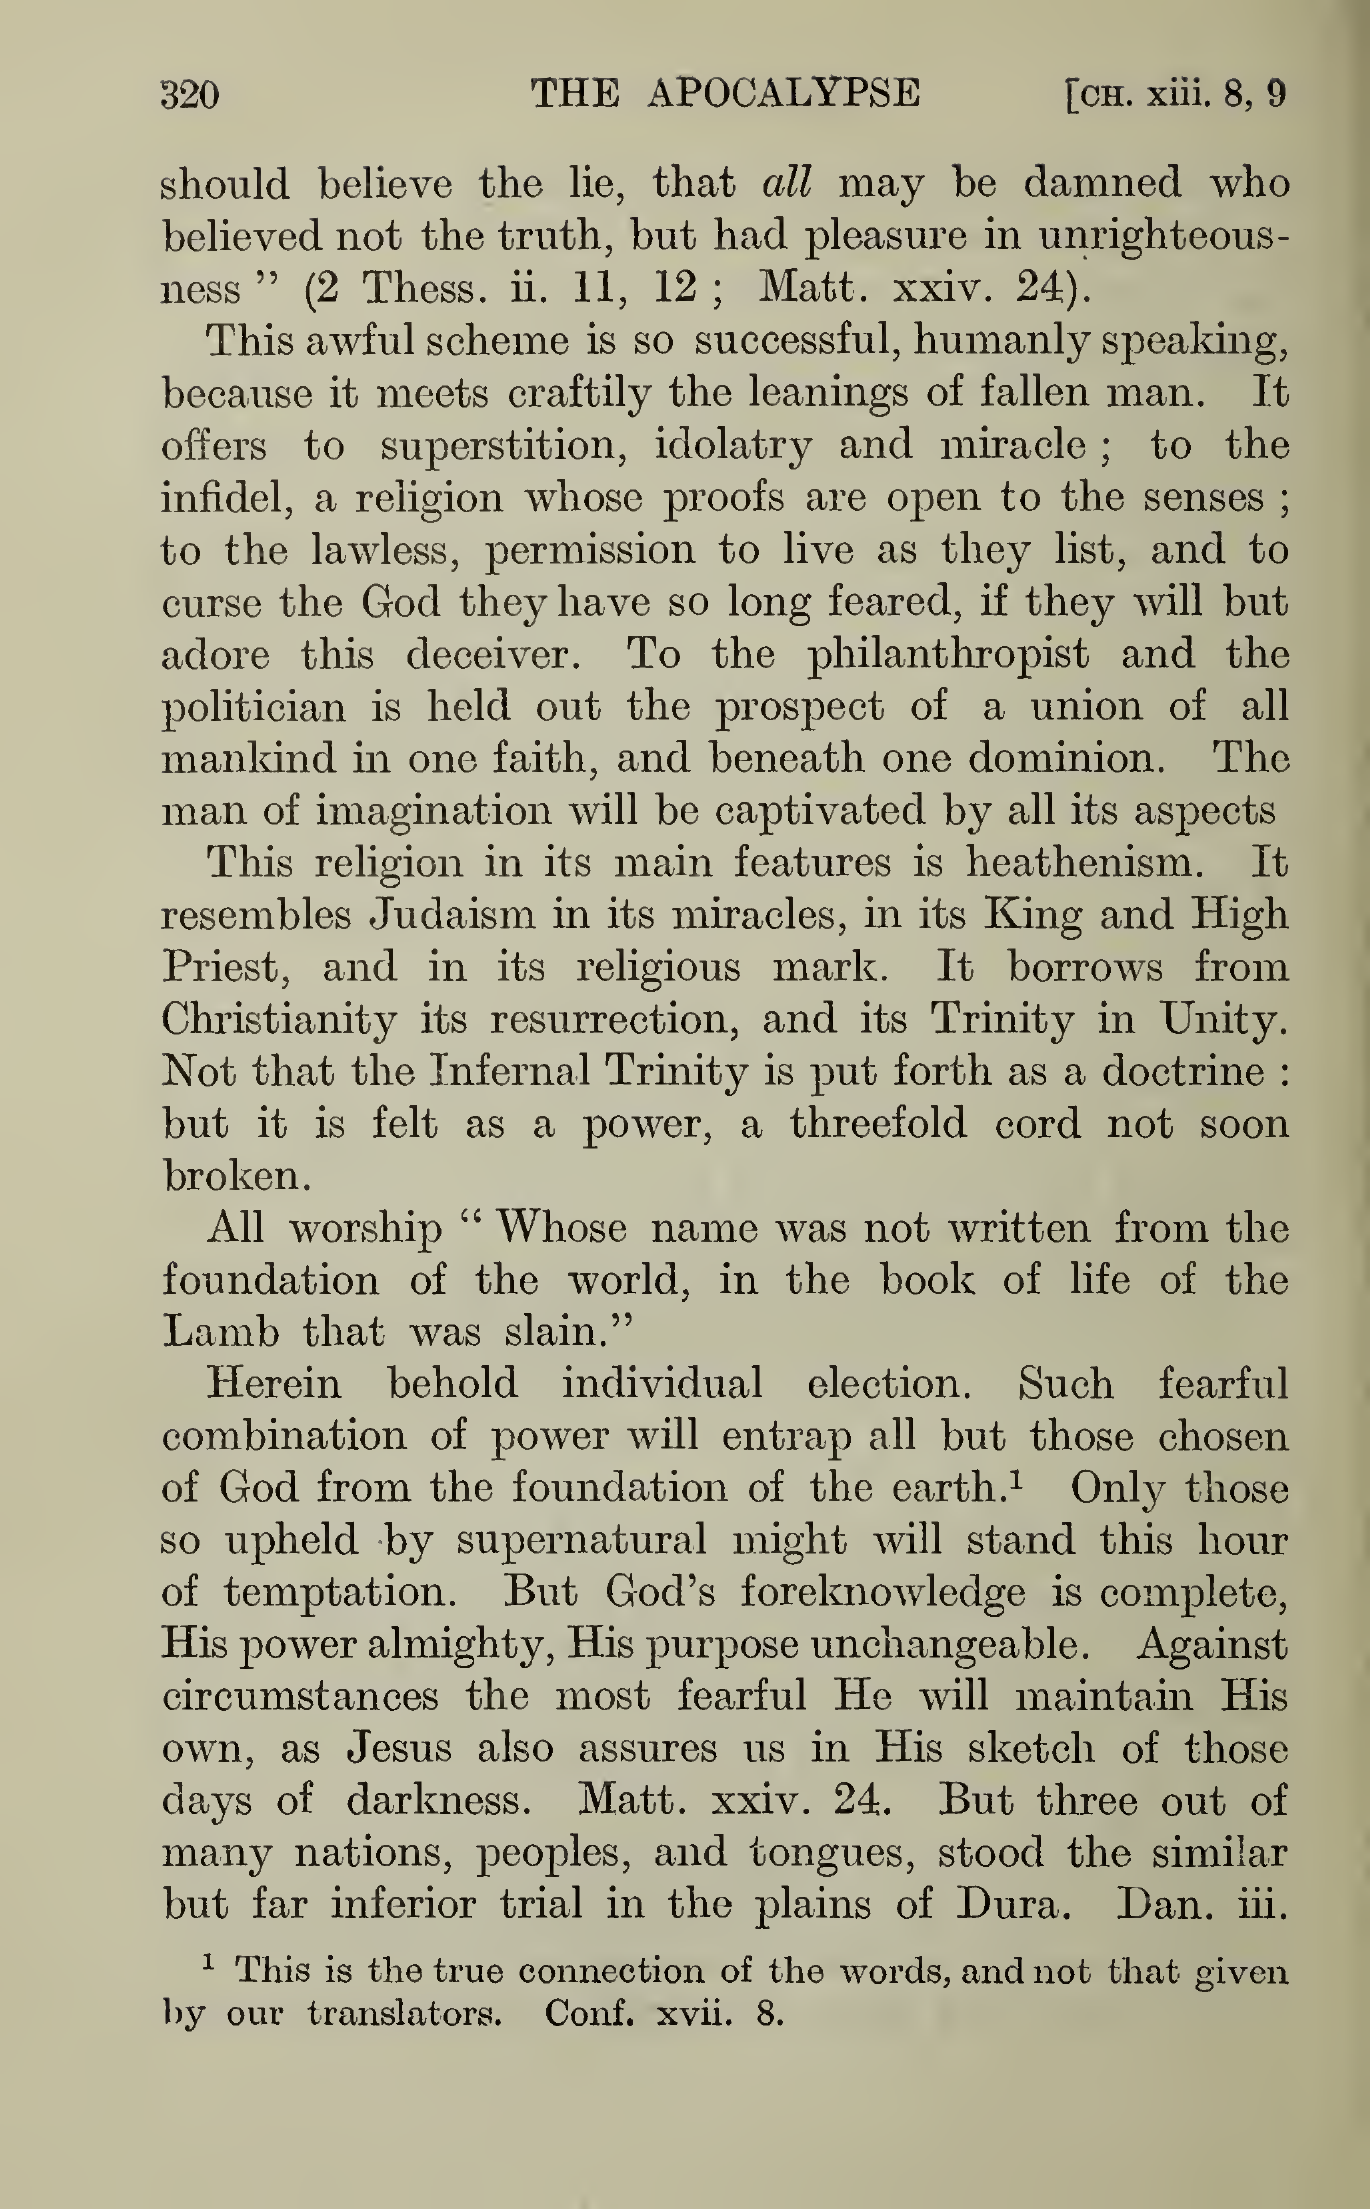 320 THE APOCALYPSE [CH. xiii. 8, 9
should believe the lie, that all may be damned who
believed not the truth, but had pleasure in unrighteous-
ness ” (2 Thess. ii. 11, 12 ; Matt. xxiv. 24).
This awful scheme is so successful, humanly speaking,
because it meets craftily the leanings of fallen man. It
offers to superstition, idolatry and miracle ; to the
infidel, a religion whose proofs are open to the senses ;
to the lawless, permission to live as they list, and to
curse the God they have so long feared, if they will but
adore this deceiver. To the philanthropist and the
politician is held out the prospect of a union of all
mankind in one faith, and beneath one dominion. The
man of imagination will be captivated by all its aspects
This religion in its main features is heathenism. It
resembles Judaism in its miracles, in its King and High
Priest, and in its religious mark. It borrows from
Christianity its resurrection, and its Trinity in Unity.
Not that the Infernal Trinity is put forth as a doctrine :
but it is felt as a power, a threefold cord not soon
broken.
All worship “ Whose name was not written from the
foundation of the world, in the book of life of the
Lamb that was slain.”
Herein behold individual election. Such fearful
combination of power will entrap all but those chosen
of God from the foundation of the earth.¹ Only those
so upheld by supernatural might will stand this hour
of temptation. But God’s foreknowledge is complete,
His power almighty, His purpose unchangeable. Against
circumstances the most fearful He will maintain His
own, as Jesus also assures us in His sketch of those
days of darkness. Matt. xxiv. 24. But three out of
many nations, peoples, and tongues, stood the similar
but far inferior trial in the plains of Dura. Dan. iii.
¹ This is the true connection of the words, and not that given
by our translators. Conf. xvii. 8.